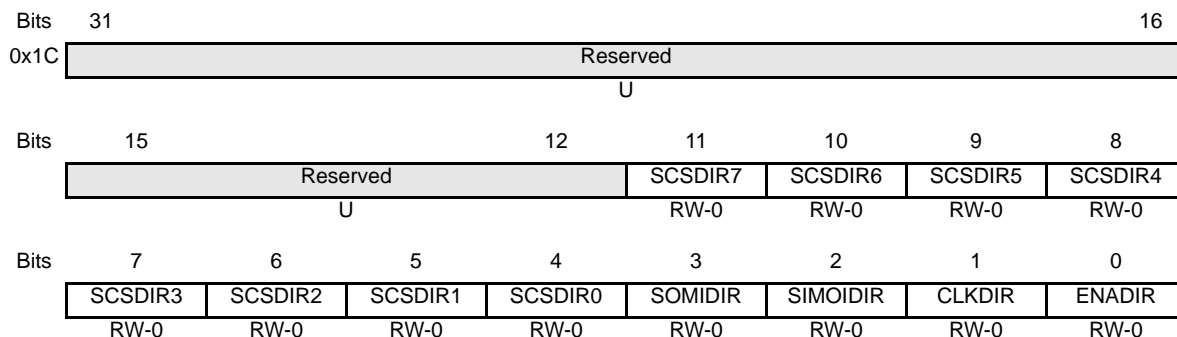 Bits 31 16
0x1C Reserved
U
Bits 15 12 11 10 9 8
Reserved SCSDIR7 SCSDIR6 SCSDIR5 SCSDIR4
U RW-0 RW-0 RW-0 RW-0
Bits 7 6 5 4 3 2 1 0
SCSDIR3 SCSDIR2 SCSDIR1 SCSDIR0 SOMIDIR SIMOIDIR CLKDIR ENADIR
RW-0 RW-0 RW-0 RW-0 RW-0 RW-0 RW-0 RW-0